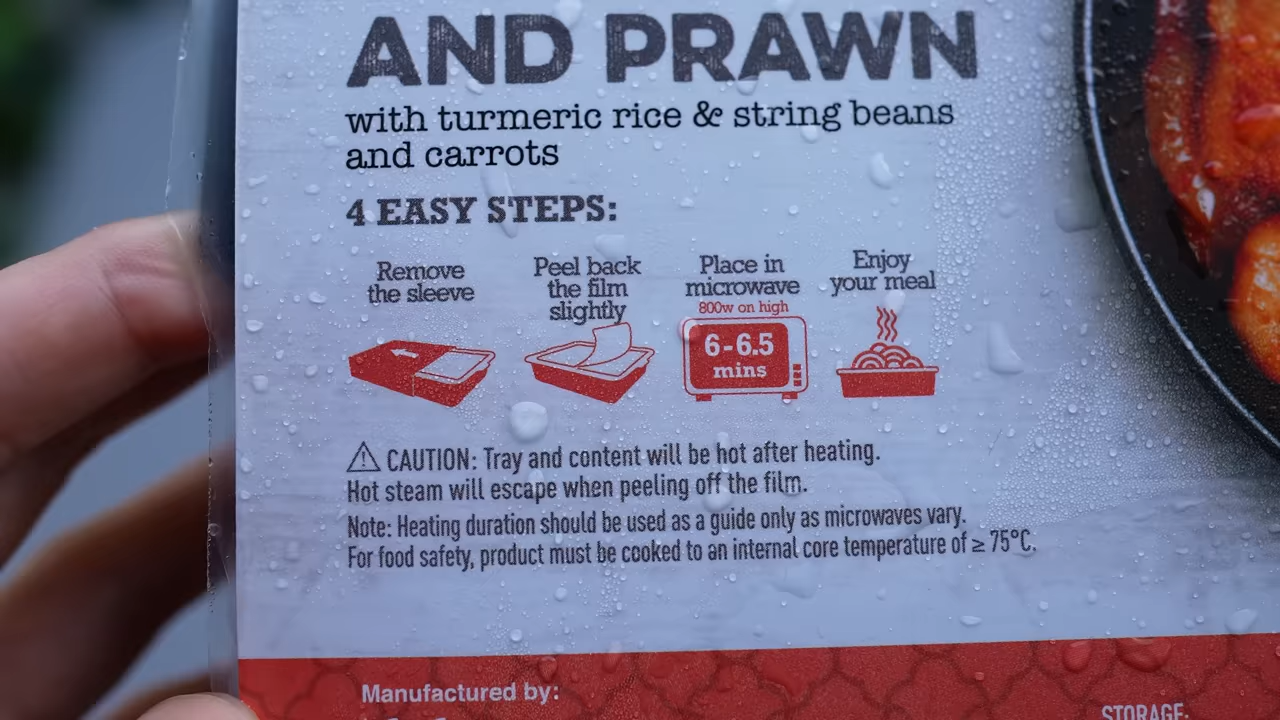 AND PRAWN
with turmeric rice & string beans
and carrots
4 EASY STEPS:
Remove
the sleeve
Peel back
the film
slightly
Place in
microwave
800w on high
6-6.5
mins
Enjoy
your meal
CAUTION: Tray and content will be hot after heating.
Hot steam will escape when peeling off the film.
Note: Heating duration should be used as a guide only as microwaves vary.
For food safety, product must be cooked to an internal core temperature of ≥ 75°C.
Manufactured by:
STORAGE: